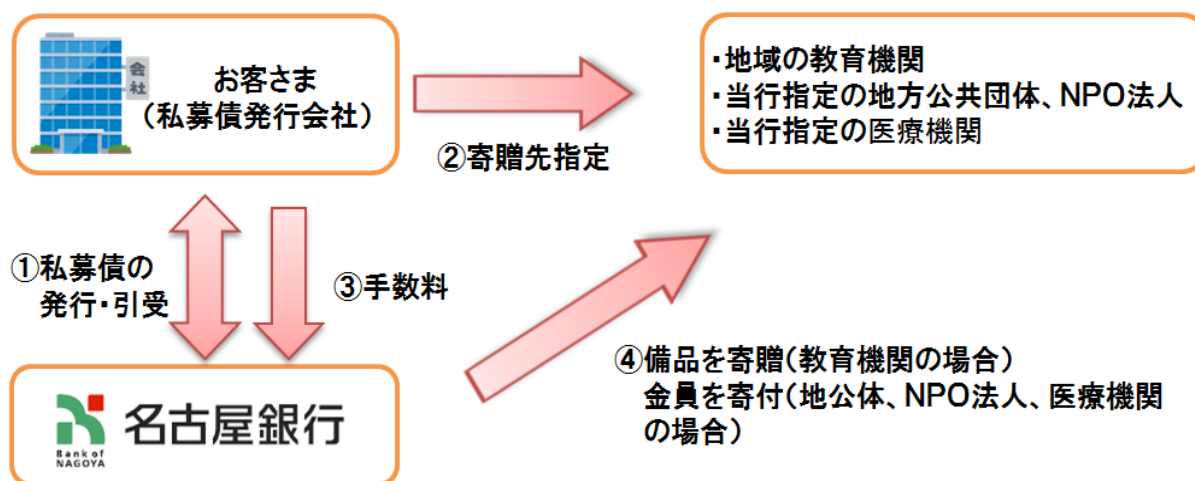 会
社
お客さま
（私募債発行会社）
・地域の教育機関
・当行指定の地方公共団体、NPO法人
・当行指定の医療機関
②寄贈先指定
①私募債の
発行・引受
③手数料
④備品を寄贈（教育機関の場合）
金員を寄付（地公体、NPO法人、医療機関
の場合）
名古屋銀行
Bank of
NAGOYA